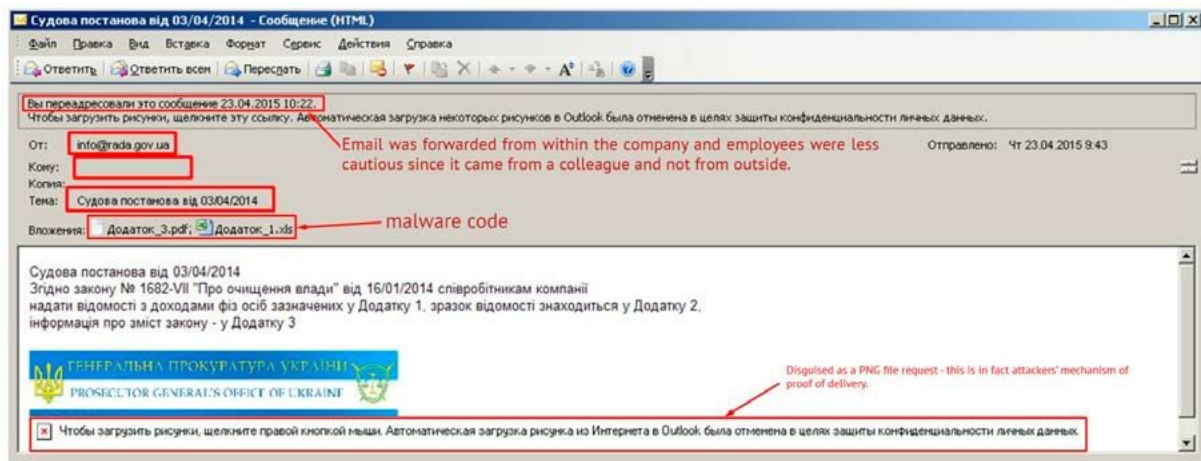 Судова постанова від 03/04/2014 - Сообщение (HTML)
Файл Правка Вид Вставка Формат Сервис Действия Справка
Ответить Ответить всем Переслать
Вы переадресовали это сообщение 23.04.2015 10:22.
Чтобы загрузить рисунки, щелкните эту ссылку. Автоматическая загрузка некоторых рисунков в Outlook была отменена в целях защиты конфиденциальности личных данных.
От: info@rada.gov.ua
Email was forwarded from within the company and employees were less
cautious since it came from a colleague and not from outside.
Отправлено: Чт 23.04.2015 9:43
Кому:
Копия:
Тема: Судова постанова від 03/04/2014
Вложения: Додаток_3.pdf; Додаток_1.xls
malware code
Судова постанова від 03/04/2014
Згідно закону № 1682-VII "Про очищення влади" від 16/01/2014 співробітникам компанії
надати відомості з доходами фіз осіб зазначених у Додатку 1, зразок відомості знаходиться у Додатку 2,
інформація про зміст закону - у Додатку 3
ГЕНЕРАЛЬНА ПРОКУРАТУРА УКРАЇНИ
PROSECUTOR GENERAL'S OFFICE OF UKRAINE
Disguised as a PNG file request - this is in fact attackers' mechanism of
proof of delivery.
Чтобы загрузить рисунки, щелкните правой кнопкой мыши. Автоматическая загрузка рисунка из Интернета в Outlook была отменена в целях защиты конфиденциальности личных данных.